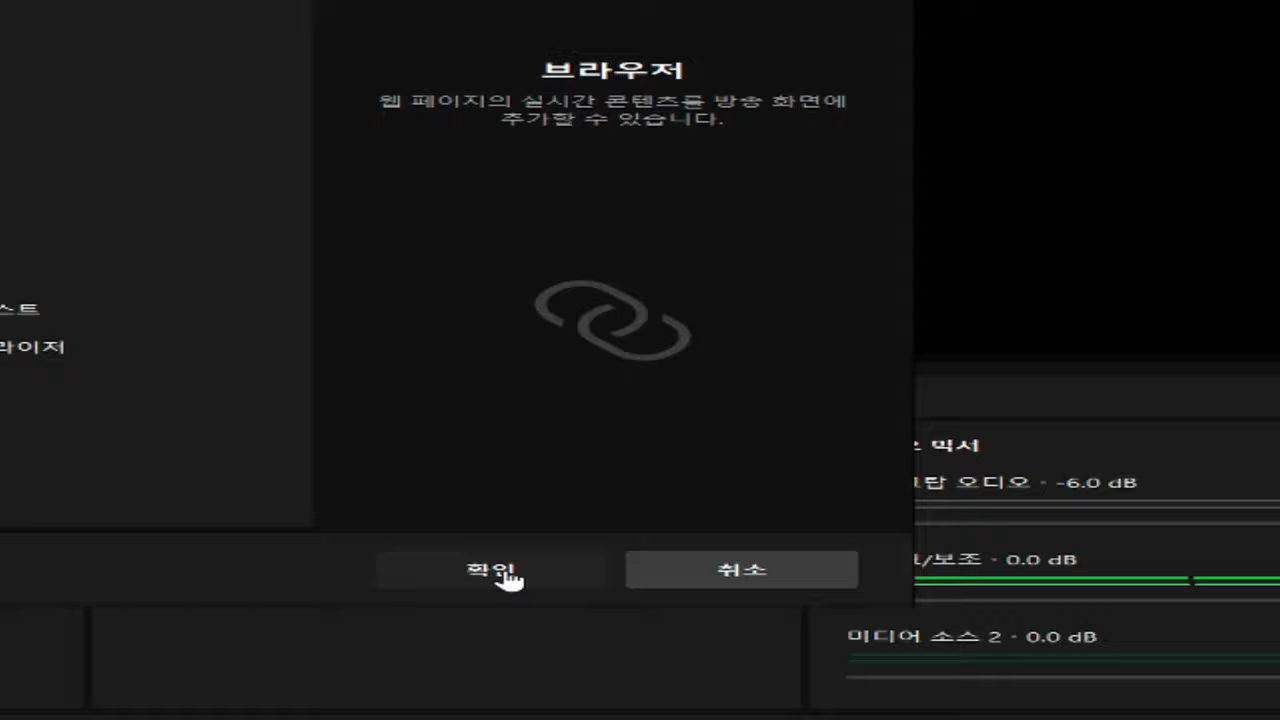 브라우저
웹 페이지의 실시간 콘텐츠를 방송 화면에
추가할 수 있습니다.
스트
라이저
확인
취소
믹서
탑 오디오 - -6.0 dB
/보조 - 0.0 dB
미디어 소스 2 - 0.0 dB